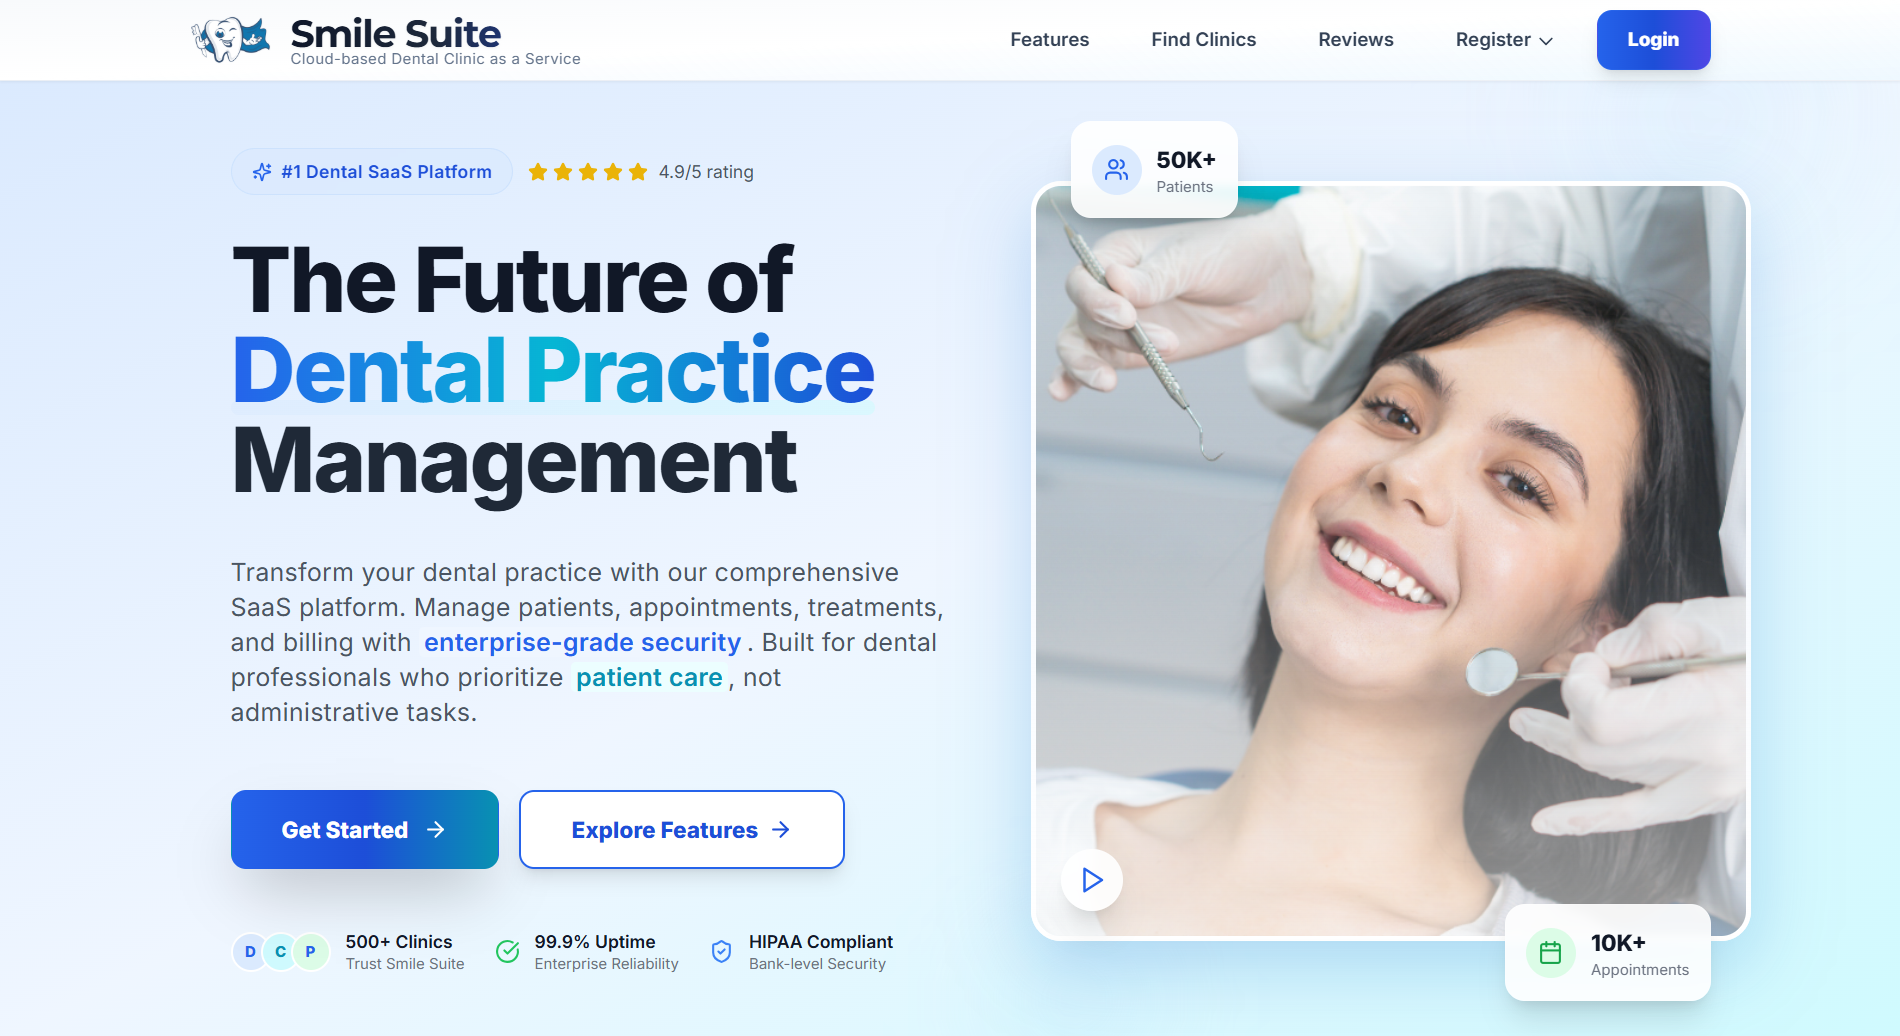 Smile Suite
Cloud-based Dental Clinic as a Service
Features
Find Clinics
Reviews
Register
Login
#1 Dental SaaS Platform
4.9/5 rating
The Future of
Dental Practice
Management
Transform your dental practice with our comprehensive
SaaS platform. Manage patients, appointments, treatments,
and billing with enterprise-grade security . Built for dental
professionals who prioritize patient care , not
administrative tasks.
Get Started
Explore Features
D C P
500+ Clinics
Trust Smile Suite
99.9% Uptime
Enterprise Reliability
HIPAA Compliant
Bank-level Security
50K+
Patients
10K+
Appointments